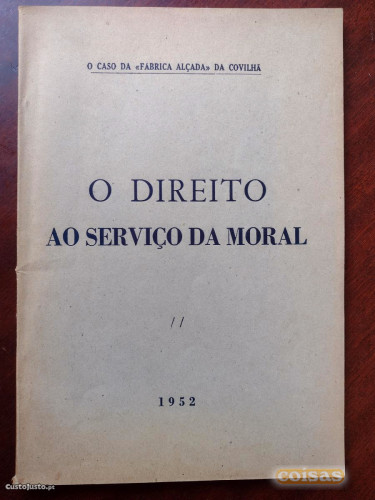 O CASO DA «FÁBRICA ALÇADA» DA COVILHÃ
O DIREITO
AO SERVIÇO DA MORAL
//
1952
CustoJusto.pt
coisas